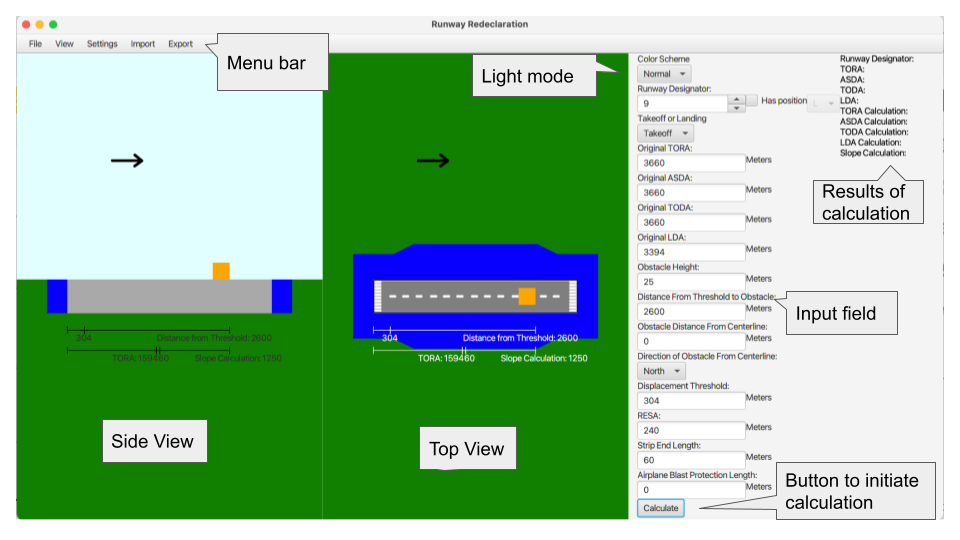 Runway Redeclaration
File View Settings Import Export
Menu bar
Light mode
Color Scheme
Normal
Runway Designator:
9
Has position
L
Takeoff or Landing
Takeoff
Original TORA:
3660 Meters
Original ASDA:
3660 Meters
Original TODA:
3660 Meters
Original LDA:
3394 Meters
Obstacle Height:
25 Meters
Distance From Threshold to Obstacle:
2600 Meters
Obstacle Distance From Centerline:
0 Meters
Direction of Obstacle From Centerline:
North
Displacement Threshold:
304 Meters
RESA:
240 Meters
Strip End Length:
60 Meters
Airplane Blast Protection Length:
0 Meters
Calculate
Runway Designator:
TORA:
ASDA:
TODA:
LDA:
TORA Calculation:
ASDA Calculation:
TODA Calculation:
LDA Calculation:
Slope Calculation:
Results of
calculation
Input field
Button to initiate
calculation
304 Distance from Threshold: 2600
TORA: 159460 Slope Calculation: 1250
Side View
304 Distance from Threshold: 2600
TORA: 159460 Slope Calculation: 1250
Top View